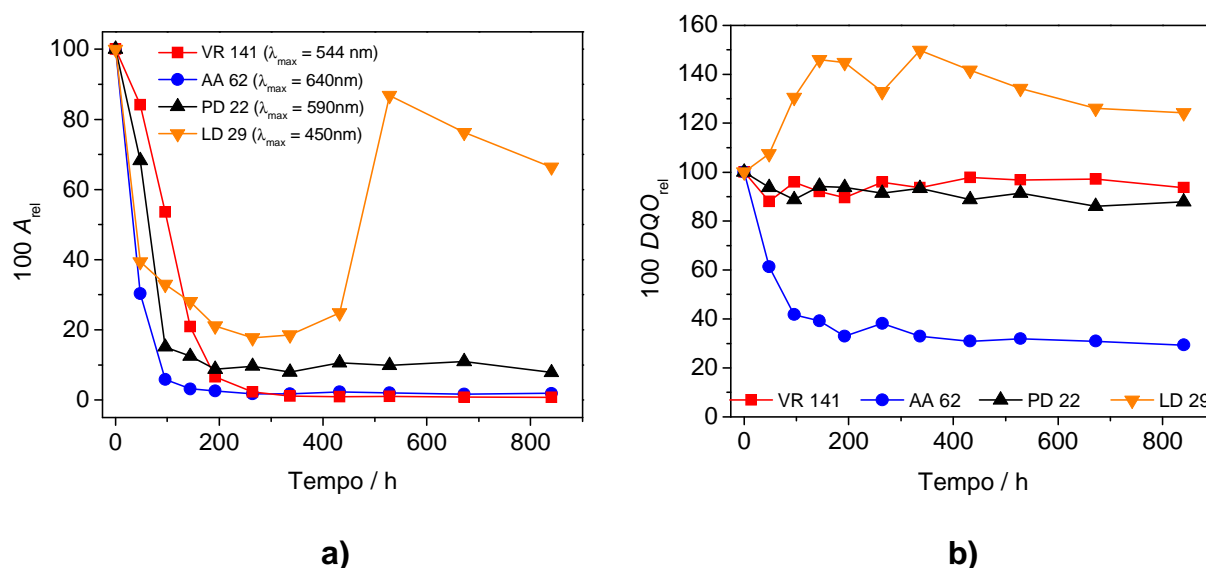 100
80
60
40
20
0
100 A_rel
VR 141 (λ_max = 544 nm)
AA 62 (λ_max = 640nm)
PD 22 (λ_max = 590nm)
LD 29 (λ_max = 450nm)
0 200 400 600 800
Tempo / h
a)
160
140
120
100
80
60
40
20
0
100 DQO_rel
VR 141 AA 62 PD 22 LD 29
0 200 400 600 800
Tempo / h
b)